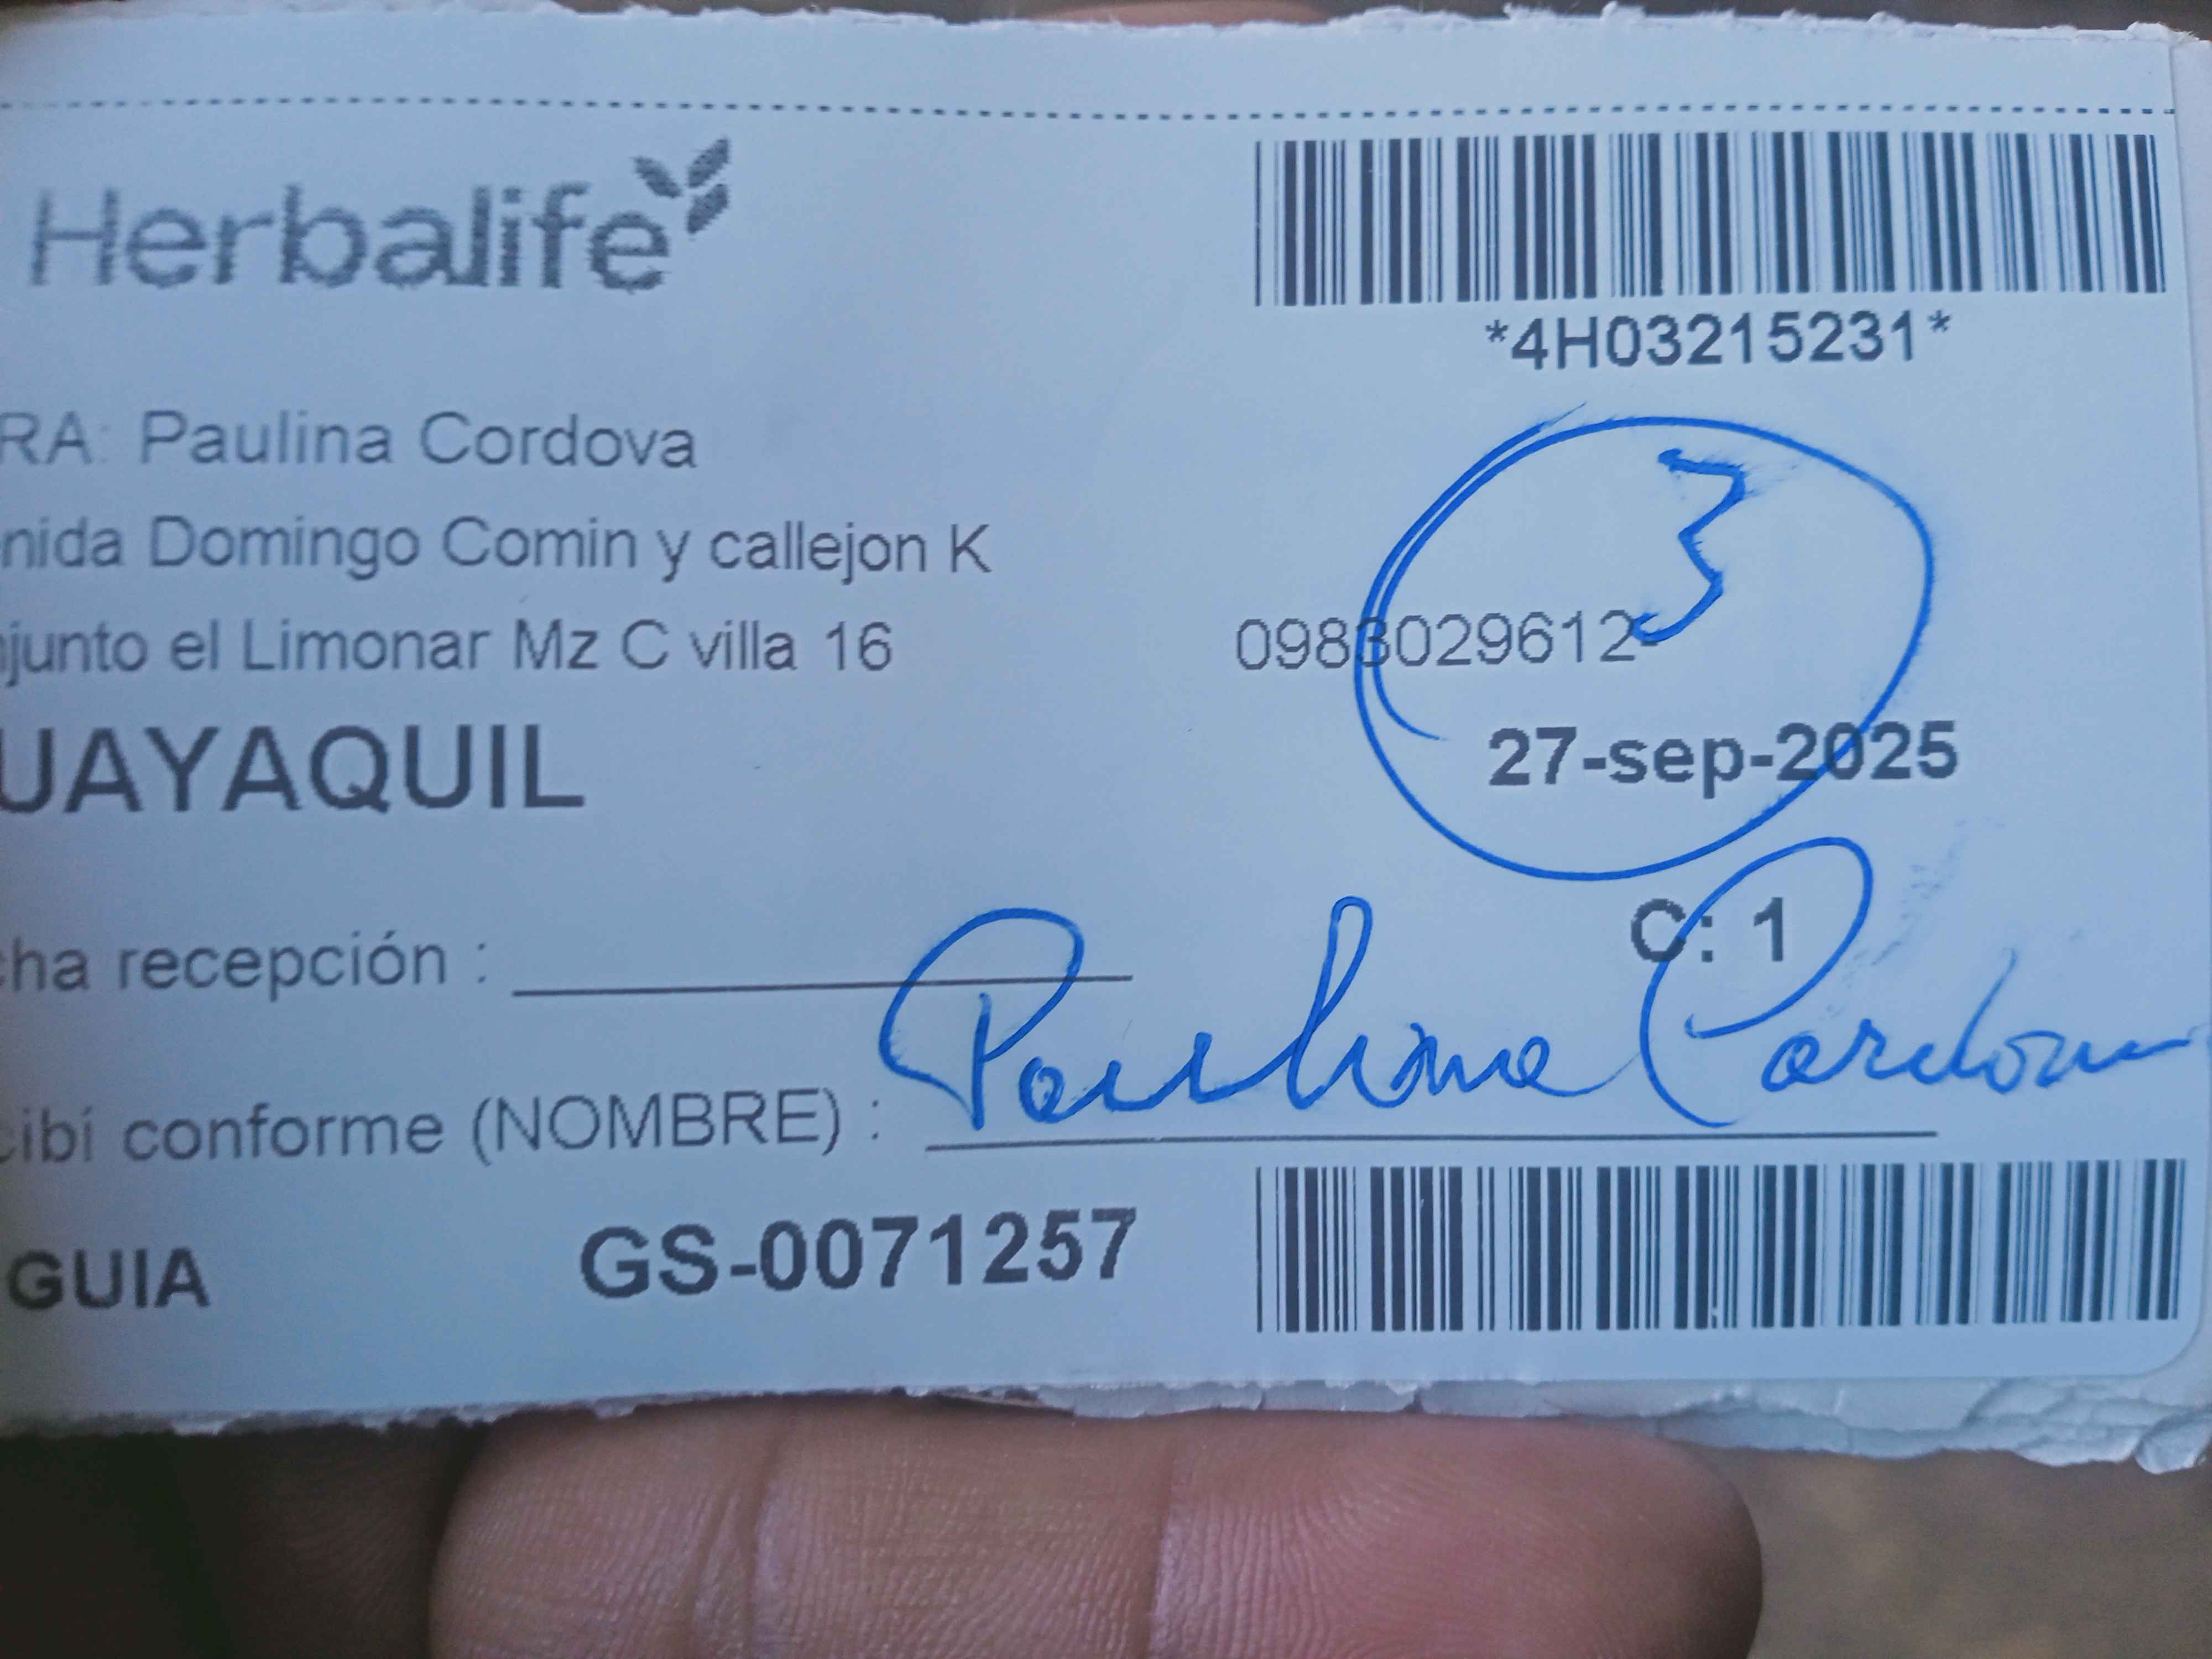 Herbalife
*4H03215231*
RA: Paulina Cordova
3
nida Domingo Comin y callejon K
junto el Limonar Mz C villa 16 0983029612
UAYAQUIL 27-sep-2025
C: 1
cha recepción :
cibí conforme (NOMBRE) : Paulina Cordova
GUIA GS-0071257